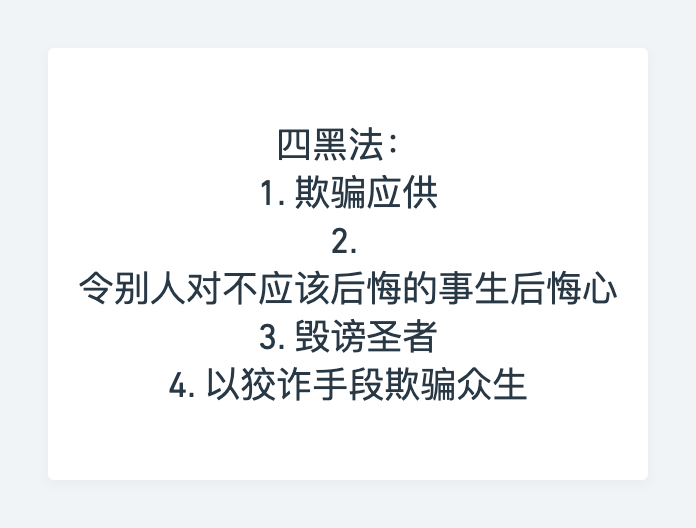 四黑法：
1. 欺骗应供
2.
令别人对不应该后悔的事生后悔心
3. 毁谤圣者
4. 以狡诈手段欺骗众生